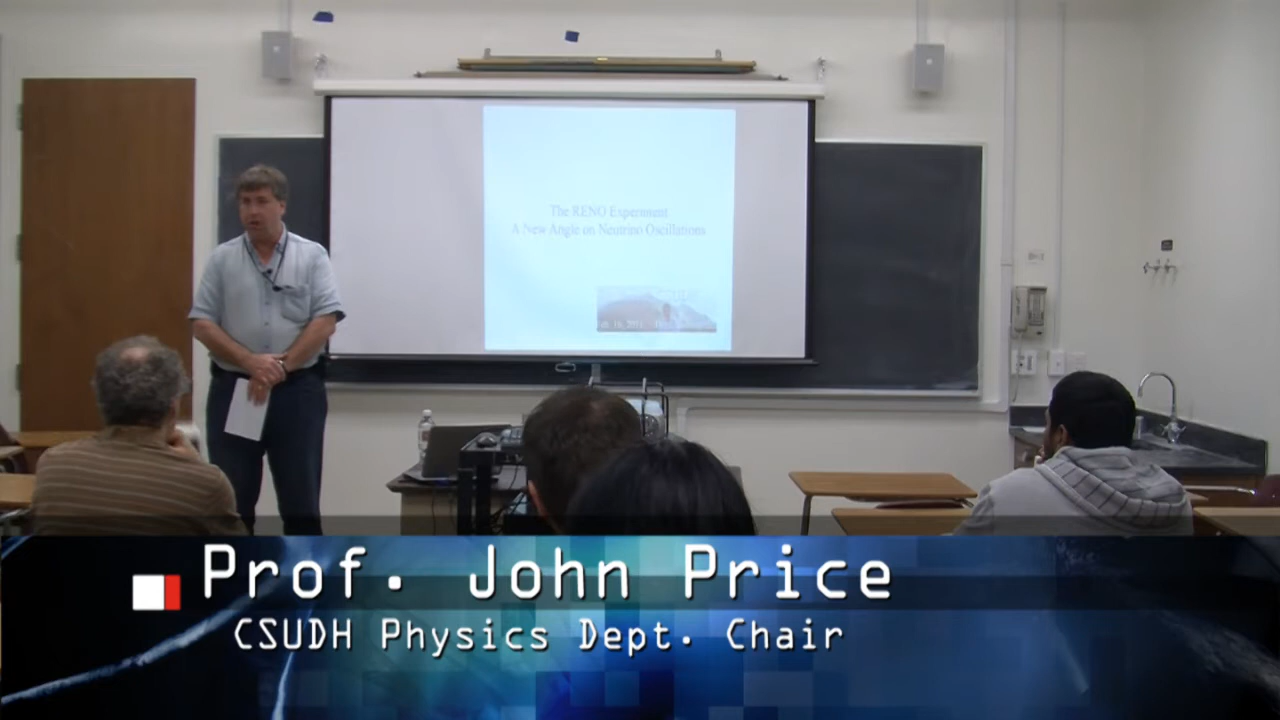 The RENO Experiment
A New Angle on Neutrino Oscillations
Prof. John Price
CSUDH Physics Dept. Chair